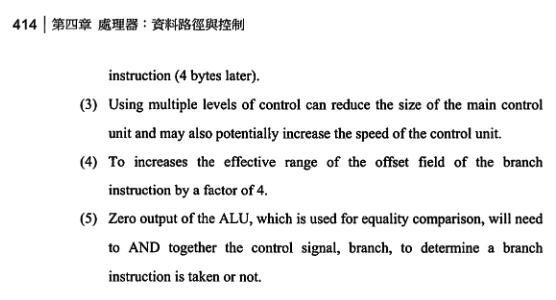 414 | 第四章 處理器：資料路徑與控制
instruction (4 bytes later).
(3) Using multiple levels of control can reduce the size of the main control
unit and may also potentially increase the speed of the control unit.
(4) To increases the effective range of the offset field of the branch
instruction by a factor of 4.
(5) Zero output of the ALU, which is used for equality comparison, will need
to AND together the control signal, branch, to determine a branch
instruction is taken or not.